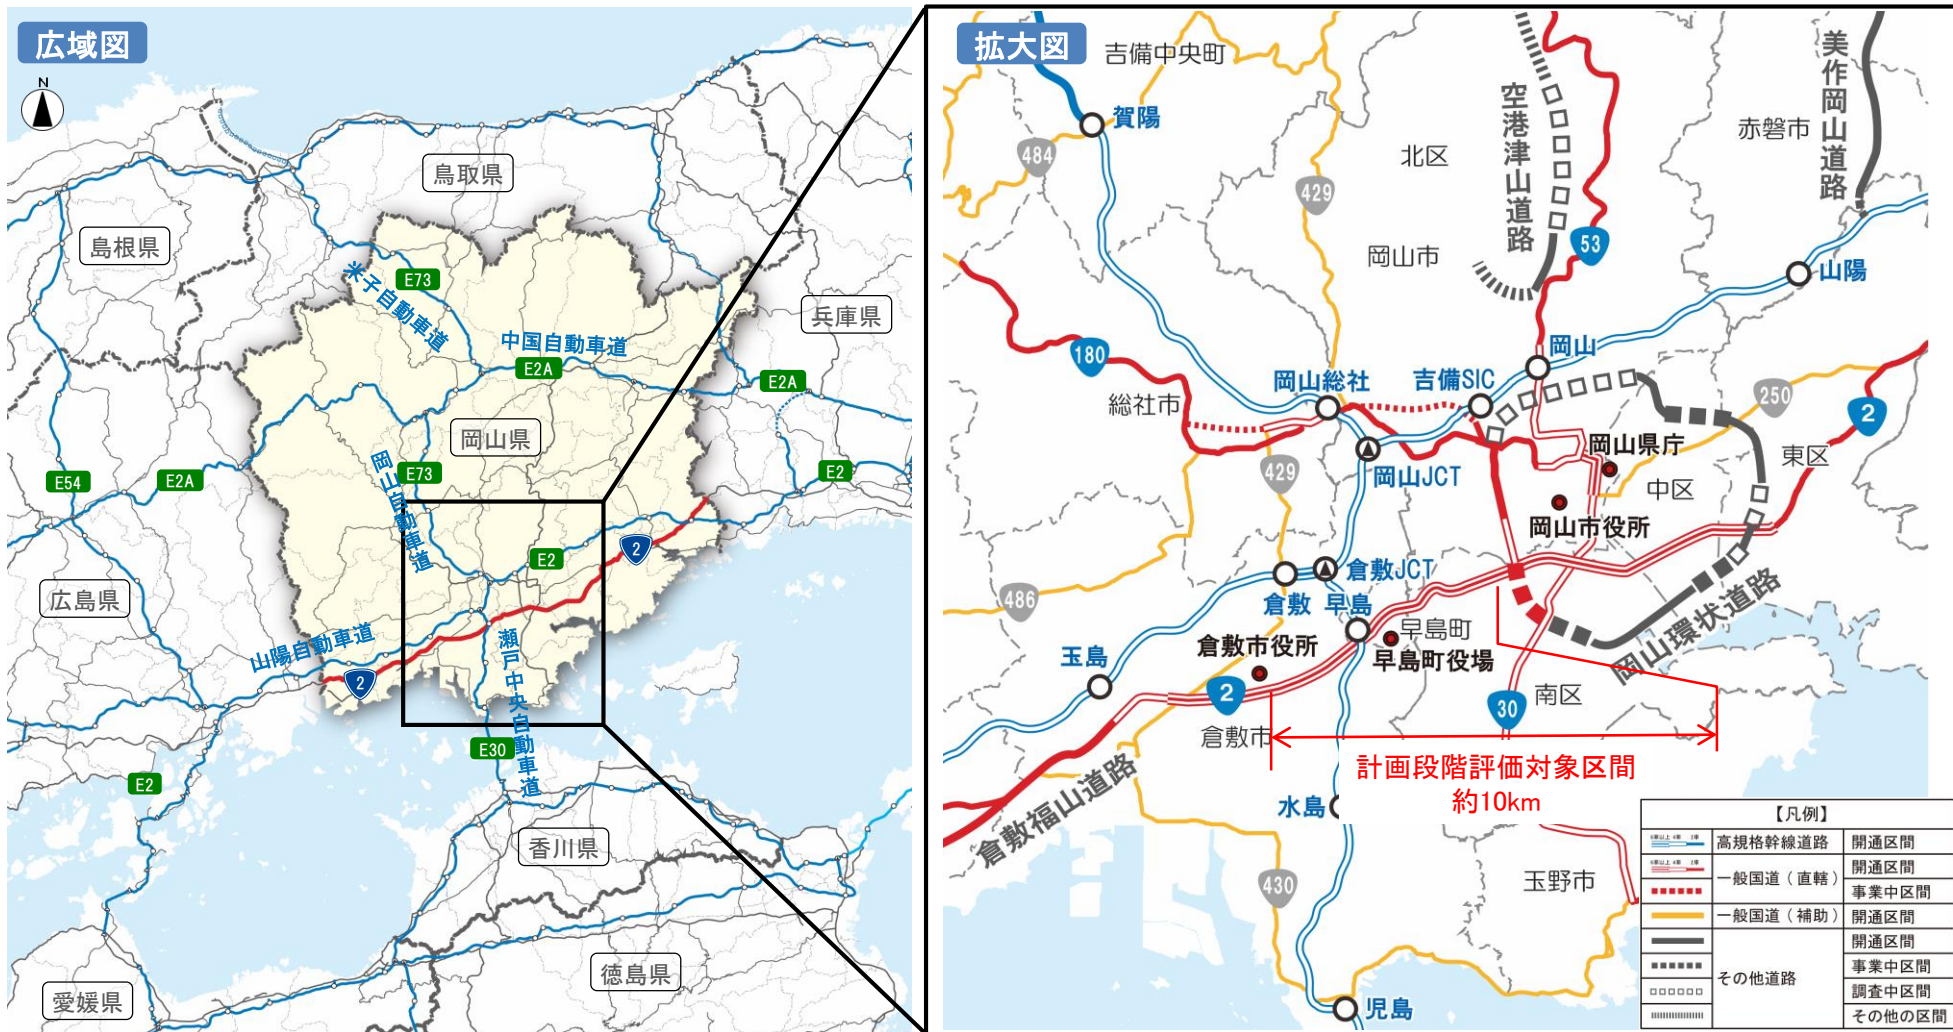 広域図
N
鳥取県
島根県
E73
米子自動車道
中国自動車道
E2A
兵庫県
E2A
岡山県
岡山自動車道
E73
E54
E2A
E2
E2
2
広島県
山陽自動車道
2
瀬戸中央自動車道
E30
E2
香川県
徳島県
愛媛県
拡大図
吉備中央町
賀陽
484
429
北区
空港津山道路
美作岡山道路
赤磐市
岡山市
53
山陽
180
岡山
岡山総社
吉備SIC
総社市
250
2
岡山県庁
東区
429
岡山JCT
中区
岡山市役所
倉敷JCT
486
倉敷
早島
早島町
岡山環状道路
倉敷市役所
早島町役場
玉島
2
30
南区
倉敷市
計画段階評価対象区間
約10km
倉敷福山道路
水島
430
玉野市
児島
【凡例】
高規格幹線道路
開通区間
一般国道(直轄)
開通区間
事業中区間
一般国道(補助)
開通区間
その他道路
開通区間
事業中区間
調査中区間
その他の区間